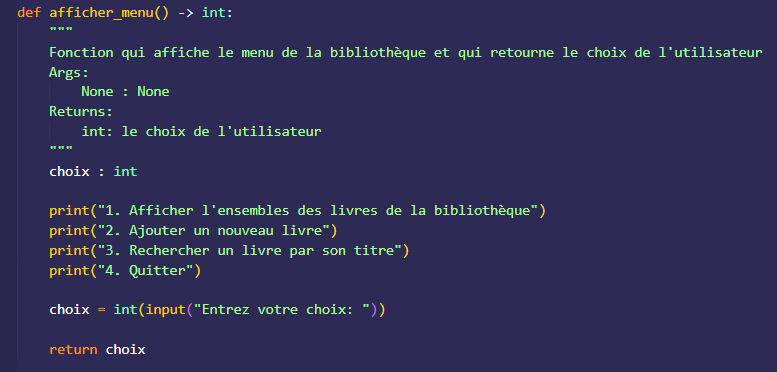 def afficher_menu() -> int:
    """
    Fonction qui affiche le menu de la bibliothèque et qui retourne le choix de l'utilisateur
    Args:
        None : None
    Returns:
        int: le choix de l'utilisateur
    """
    choix : int

    print("1. Afficher l'ensembles des livres de la bibliothèque")
    print("2. Ajouter un nouveau livre")
    print("3. Rechercher un livre par son titre")
    print("4. Quitter")

    choix = int(input("Entrez votre choix: "))

    return choix